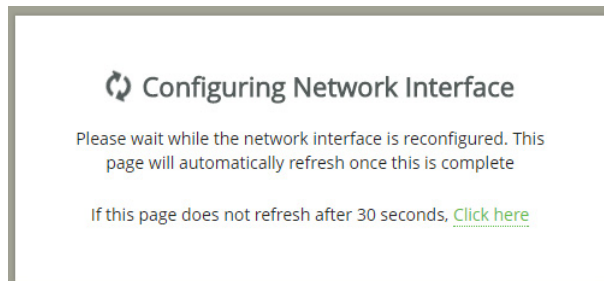 Configuring Network Interface
Please wait while the network interface is reconfigured. This
page will automatically refresh once this is complete
If this page does not refresh after 30 seconds, Click here